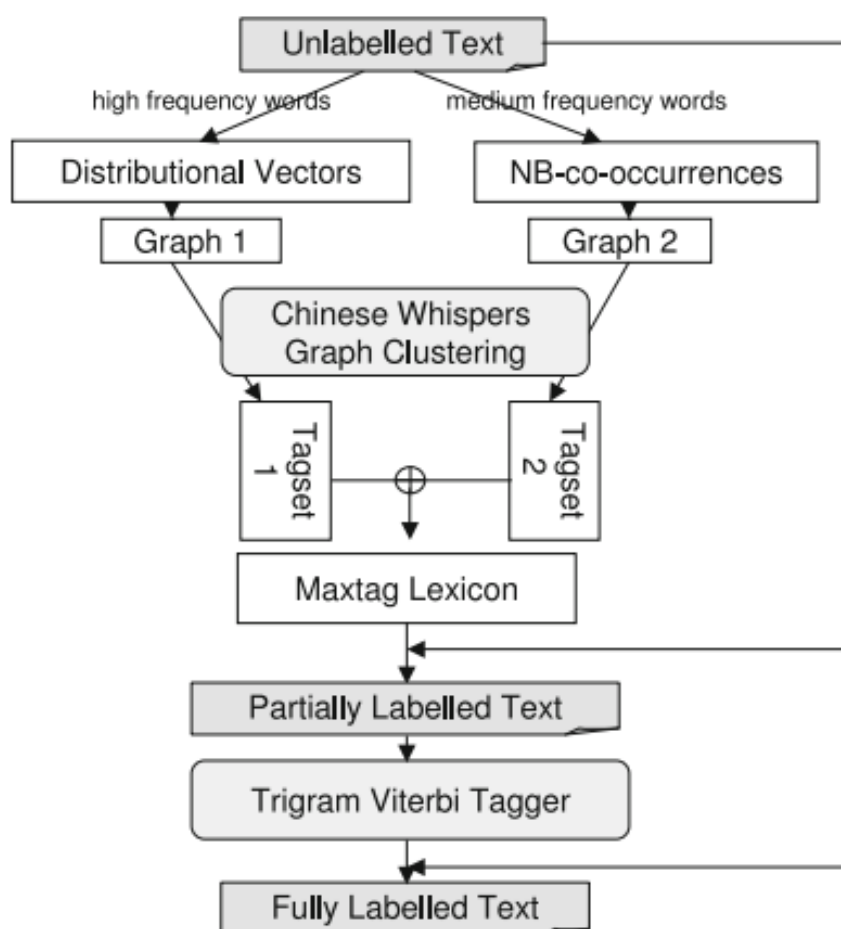 Unlabelled Text
high frequency words
medium frequency words
Distributional Vectors
NB-co-occurrences
Graph 1
Graph 2
Chinese Whispers
Graph Clustering
Tagset
1
Tagset
2
Maxtag Lexicon
Partially Labelled Text
Trigram Viterbi Tagger
Fully Labelled Text